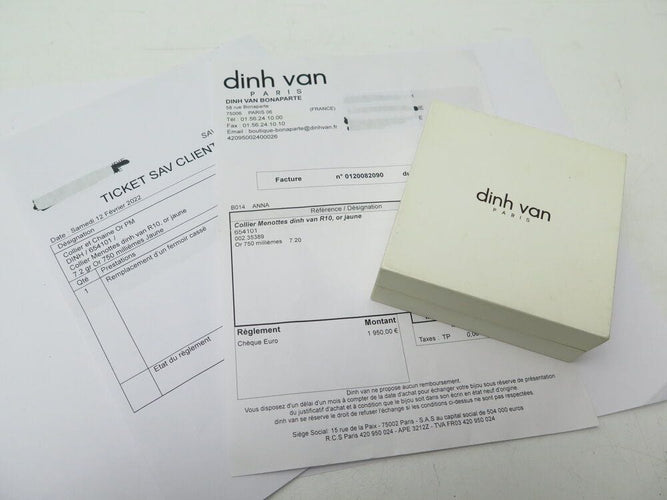 SAV
TICKET SAV CLIENT
Date - Samedi 12 Février 2022
Désignation
Collier et Chaine Or PM
DINH / 654101 /
Collier Menottes dinh van R10, or jaune
7.2 gr Or 750 millièmes Jaune
Qté Prestations
1 Remplacement d'un fermoir cassé
Etat du règlement
dinh van
PARIS
DINH VAN BONAPARTE
58 rue Bonaparte
75006 PARIS 06 (FRANCE)
Tél : 01.56.24.10.00
Fax : 01.56.24.10.10
Email : boutique-bonaparte@dinhvan.fr
42095002400026
Facture n° 0120082090 du
B014 ANNA
Référence / Désignation
Collier Menottes dinh van R10, or jaune
654101
002.35389
Or 750 millièmes 7.20
Règlement Montant
Chèque Euro 1 950,00 €
Taxes : TP 0,00
Dinh van ne propose aucun remboursement.
Vous disposez d'un délai d'un mois à compter de la date d'achat pour échanger votre bijou sous réserve de présentation
du justificatif d'achat et à condition que le bijou soit dans son écrin en état neuf d'origine.
dinh van se réserve le droit de refuser l'échange si les conditions ci-dessus ne sont pas respectées.
Siège Social: 15 rue de la Paix - 75002 Paris - S.A.S au capital social de 504 000 euros
R.C.S Paris 420 950 024 - APE 3212Z - TVA FR03 420 950 024
dinh van
PARIS